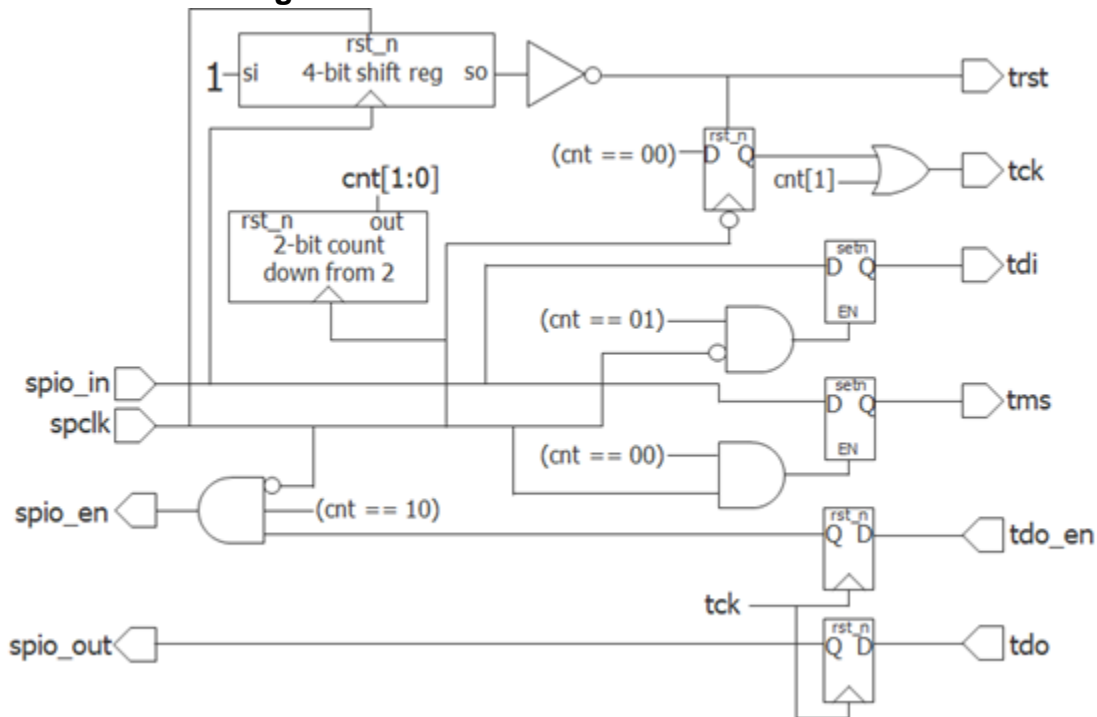 rst_n
1
si
4-bit shift reg
so
trst
rst_n
(cnt == 00)
D Q
cnt[1]
tck
cnt[1:0]
rst_n
out
2-bit count
down from 2
setn
D Q
EN
tdi
(cnt == 01)
spio_in
setn
D Q
EN
tms
spclk
(cnt == 00)
spio_en
(cnt == 10)
rst_n
Q D
tdo_en
tck
spio_out
rst_n
Q D
tdo